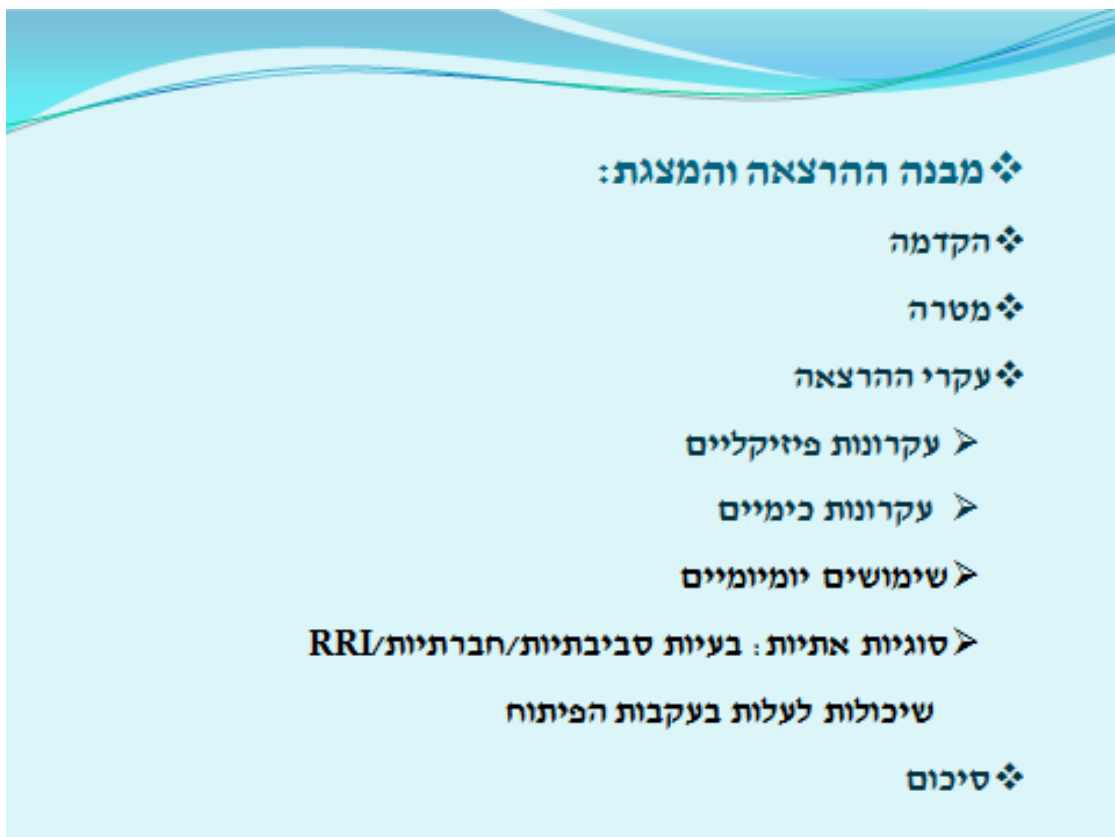 ❖מבנה ההרצאה והמצגת:
❖הקדמה
❖מטרה
❖עקרי ההרצאה
➢ עקרונות פיזיקליים
➢ עקרונות כימיים
➢שימושים יומיומיים
➢סוגיות אתיות: בעיות סביבתיות/חברתיות/RRI
שיכולות לעלות בעקבות הפיתוח
❖סיכום